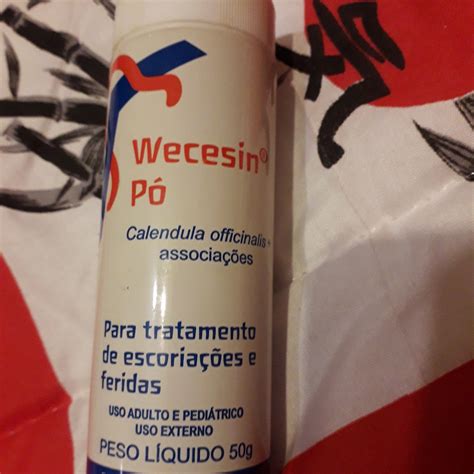 Wecesin®
Pó
Calendula officinalis +
associações
Para tratamento
de escoriações e
feridas
USO ADULTO E PEDIÁTRICO
USO EXTERNO
PESO LÍQUIDO 50g